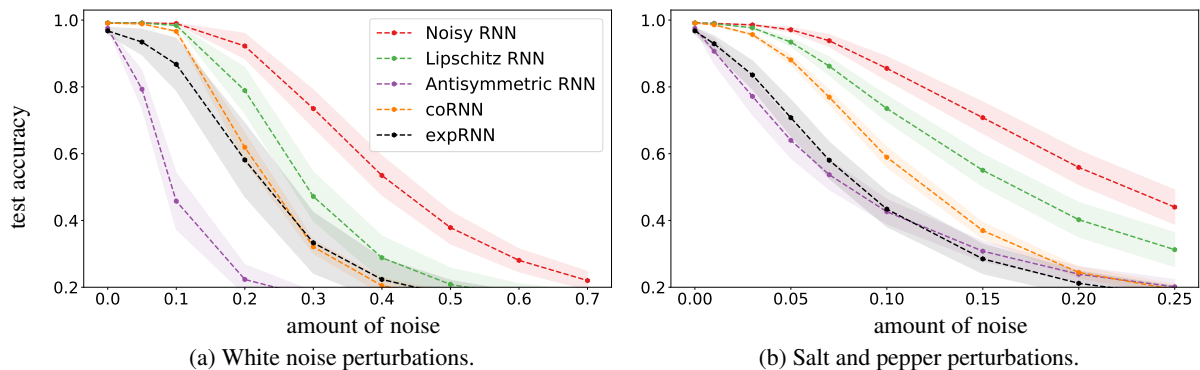 1.0
0.8
0.6
0.4
0.2
test accuracy
Noisy RNN
Lipschitz RNN
Antisymmetric RNN
coRNN
expRNN
0.0 0.1 0.2 0.3 0.4 0.5 0.6 0.7
amount of noise
(a) White noise perturbations.
1.0
0.8
0.6
0.4
0.2
0.00 0.05 0.10 0.15 0.20 0.25
amount of noise
(b) Salt and pepper perturbations.